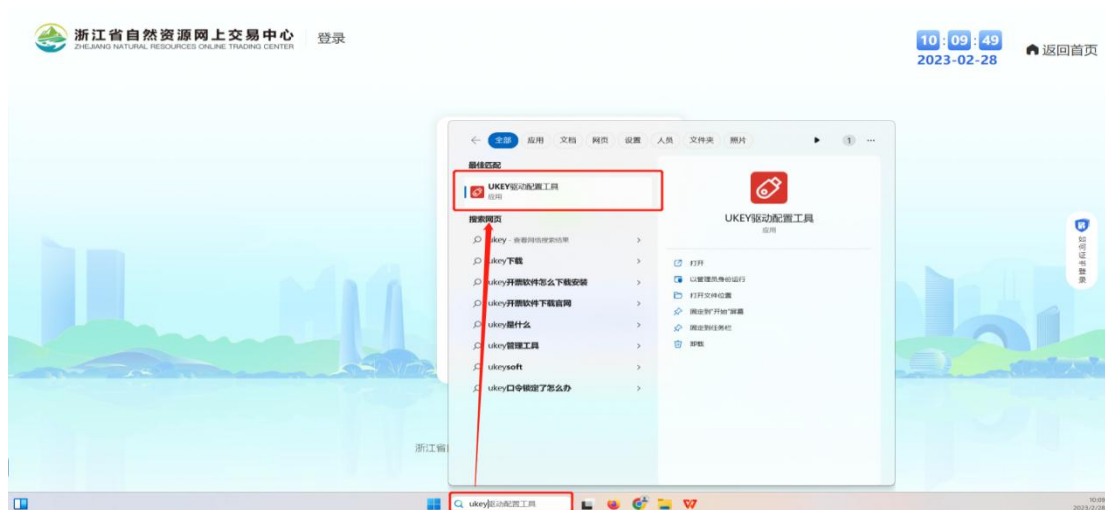 浙江省自然资源网上交易中心 登录
ZHEJIANG NATURAL RESOURCES ONLINE TRADING CENTER
10:09:49
2023-02-28
返回首页
全部 应用 文档 网页 设置 人员 文件夹 照片 1 ...
最佳匹配
UKEY驱动配置工具
应用
搜索网页
ukey - 查看网络搜索结果
ukey下载
ukey开票软件怎么下载安装
ukey开票软件下载官网
ukey是什么
ukey管理工具
ukeysoft
ukey口令锁定了怎么办
UKEY驱动配置工具
应用
打开
以管理员身份运行
打开文件位置
固定到"开始"屏幕
固定到任务栏
卸载
浙江省
ukey驱动配置工具
10:09
2023/2/28